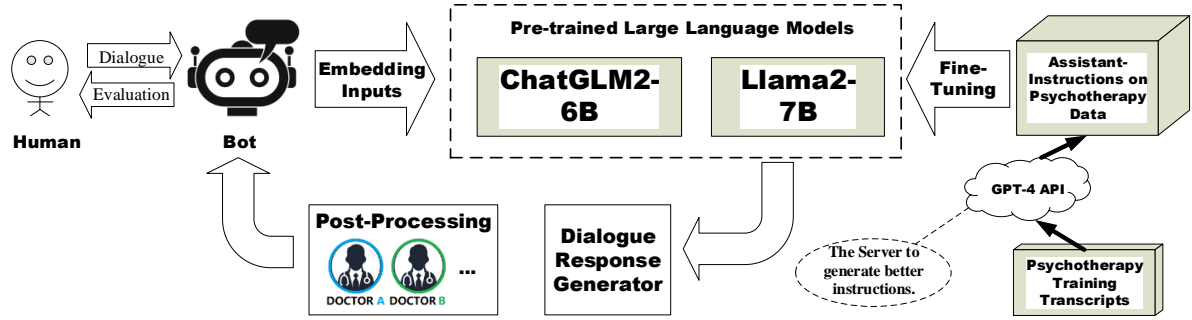 Pre-trained Large Language Models
Dialogue
Evaluation
Human
Bot
Embedding
Inputs
ChatGLM2-
6B
Llama2-
7B
Fine-
Tuning
Assistant-
Instructions on
Psychotherapy
Data
GPT-4 API
Psychotherapy
Training
Transcripts
The Server to
generate better
instructions.
Dialogue
Response
Generator
Post-Processing
DOCTOR A DOCTOR B
...